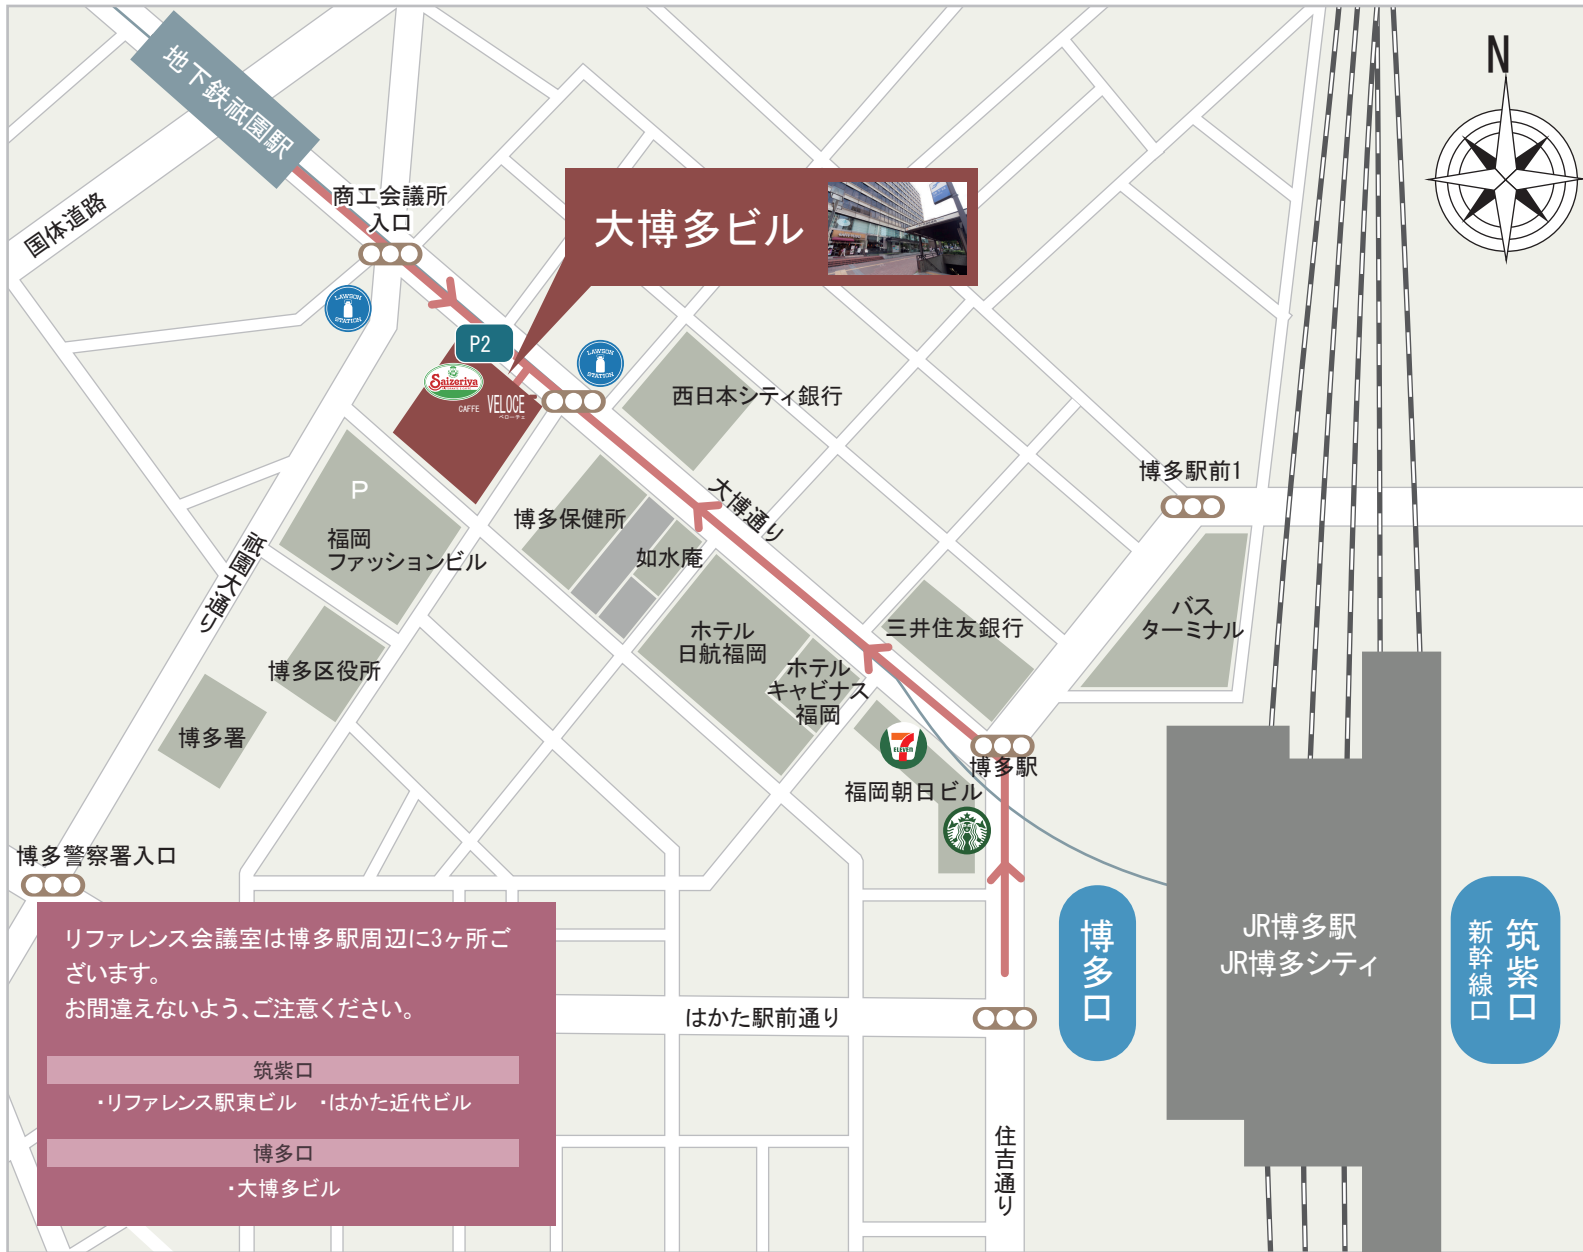 N
地下鉄祇園駅
国体道路
商工会議所
入口
大博多ビル
LAWSON
STATION
P2
Saizeriya
CAFFE VELOCE
ベローチェ
LAWSON
STATION
西日本シティ銀行
博多駅前1
P
福岡
ファッションビル
博多保健所
如水庵
大博通り
祇園大通り
ホテル
日航福岡
ホテル
キャビナス
福岡
三井住友銀行
バス
ターミナル
博多区役所
博多署
7
ELEVEN
博多駅
福岡朝日ビル
博多警察署入口
博多口
JR博多駅
JR博多シティ
筑紫口
新幹線口
はかた駅前通り
住吉通り
リファレンス会議室は博多駅周辺に3ヶ所ご
ざいます。
お間違えないよう、ご注意ください。
筑紫口
・リファレンス駅東ビル ・はかた近代ビル
博多口
・大博多ビル